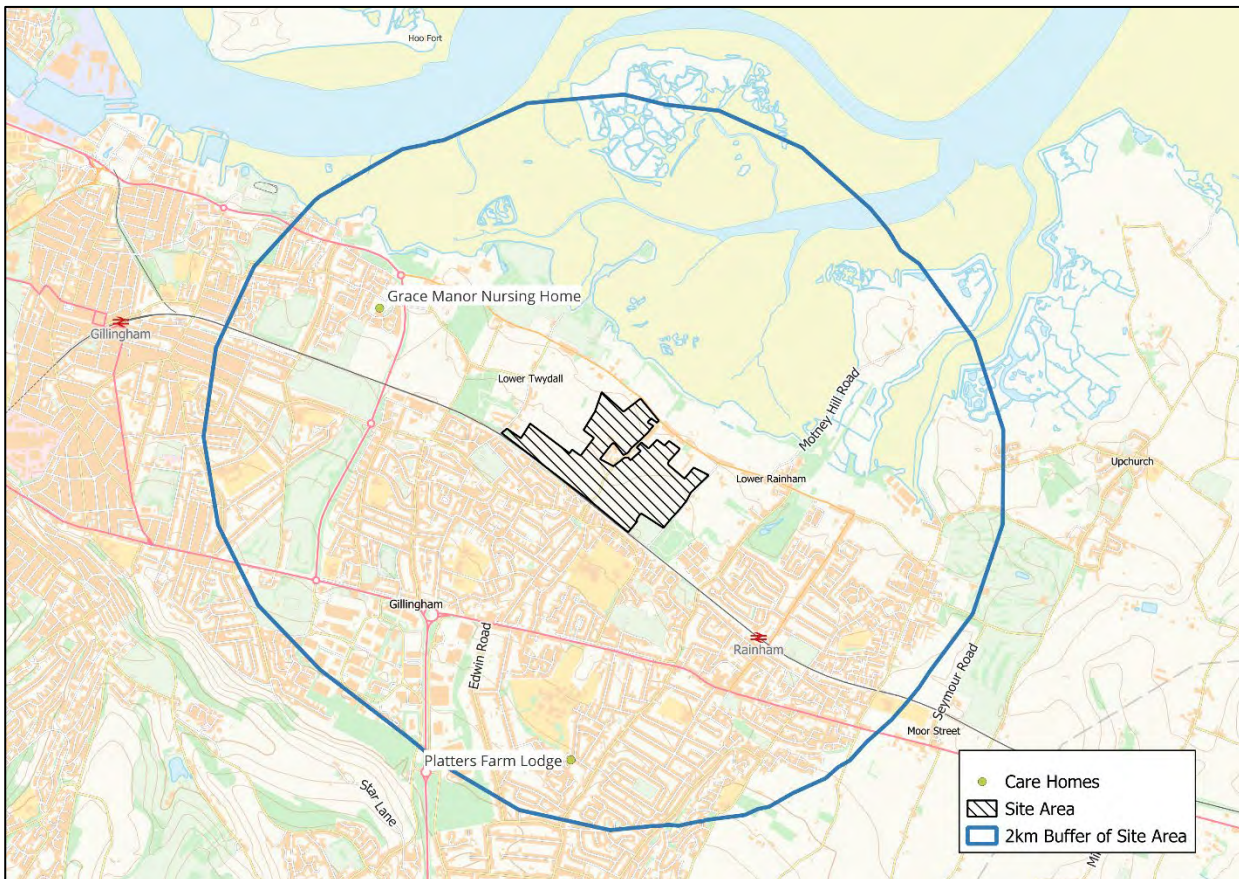 Hoo Fort
Grace Manor Nursing Home
Gillingham
Lower Twydall
Motney Hill Road
Lower Rainham
Upchurch
Gillingham
Edwin Road
Rainham
Seymour Road
Moor Street
Platters Farm Lodge
Star Lane
Care Homes
Site Area
2km Buffer of Site Area